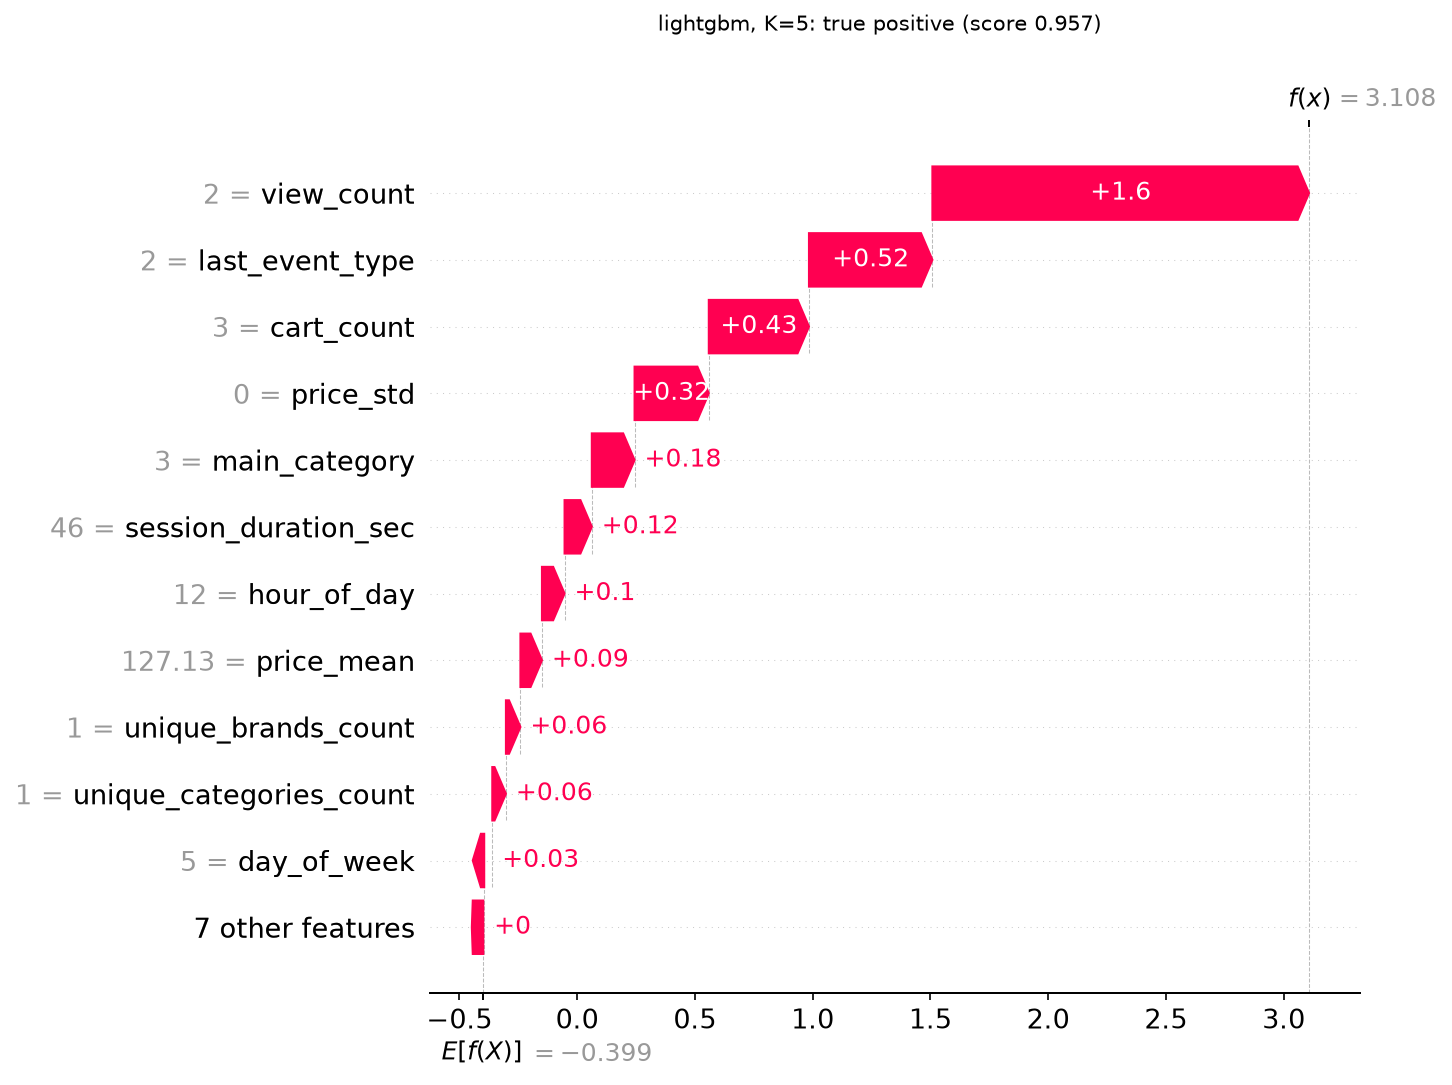 lightgbm, K=5: true positive (score 0.957)
f(x) = 3.108
2 = view_count +1.6
2 = last_event_type +0.52
3 = cart_count +0.43
0 = price_std +0.32
3 = main_category +0.18
46 = session_duration_sec +0.12
12 = hour_of_day +0.1
127.13 = price_mean +0.09
1 = unique_brands_count +0.06
1 = unique_categories_count +0.06
5 = day_of_week +0.03
7 other features +0
−0.5 0.0 0.5 1.0 1.5 2.0 2.5 3.0
E[f(X)] = −0.399